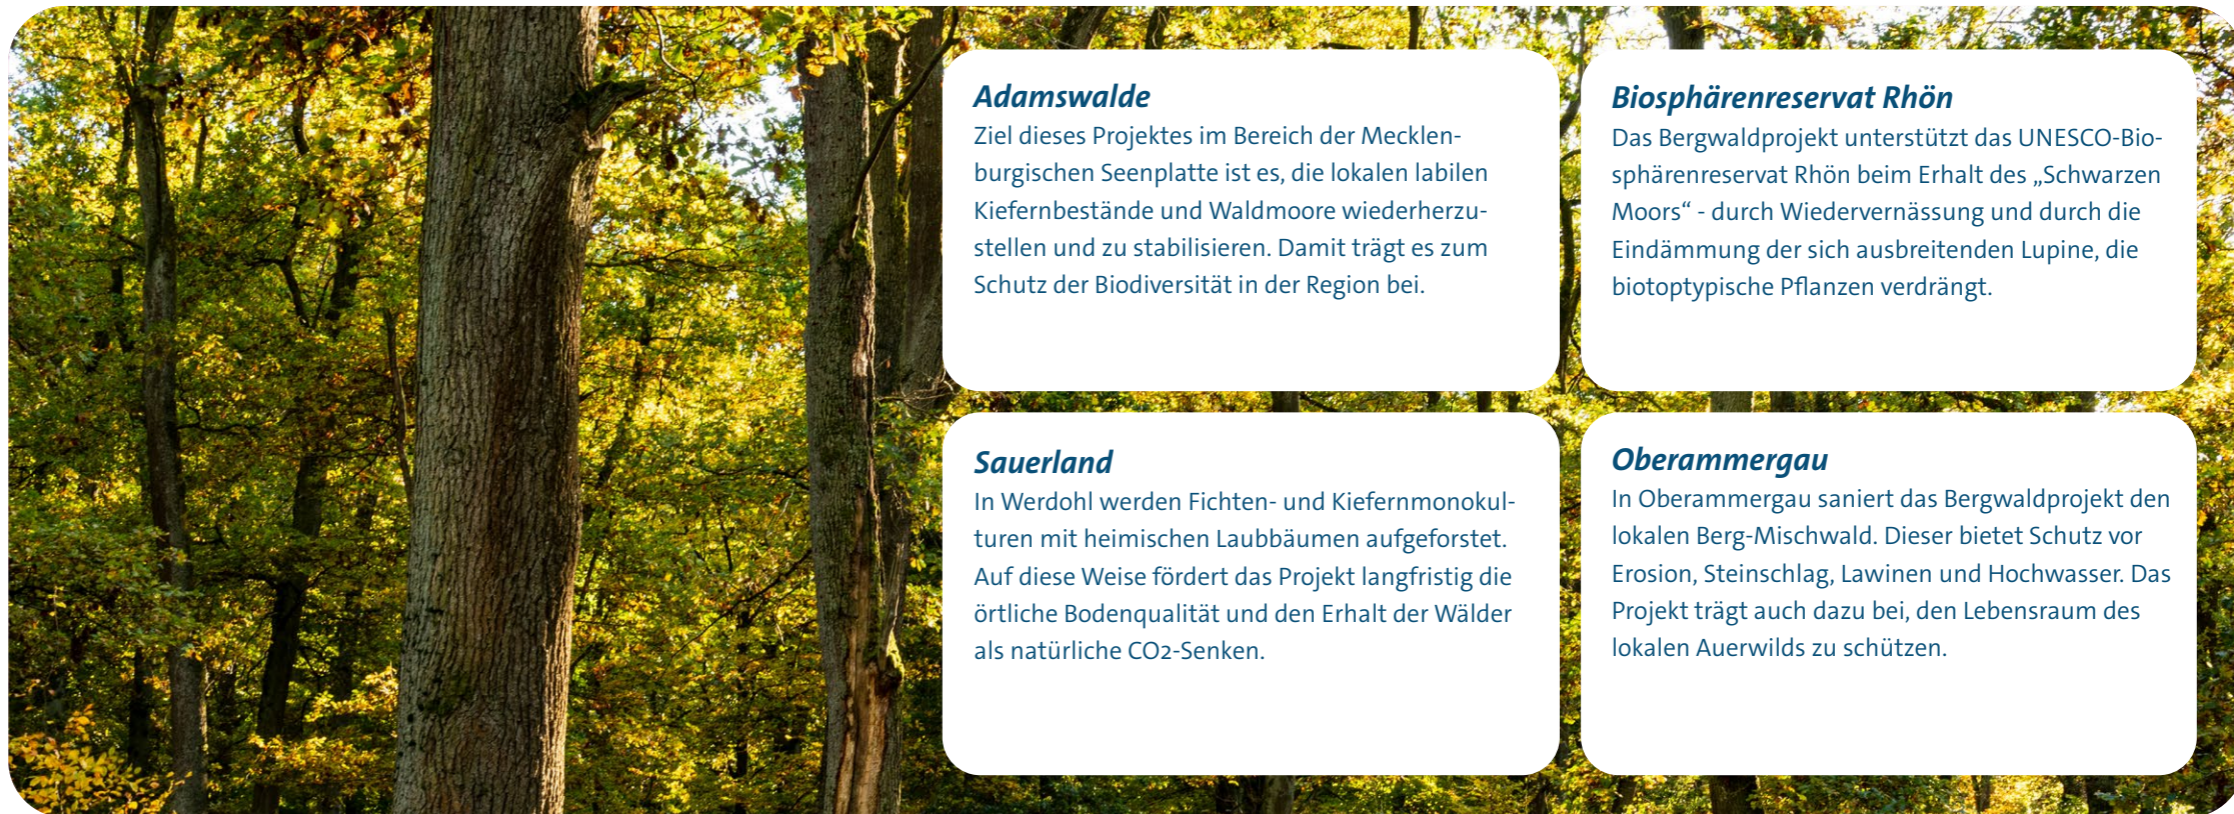 Adamswalde
Ziel dieses Projektes im Bereich der Mecklen-
burgischen Seenplatte ist es, die lokalen labilen
Kiefernbestände und Waldmoore wiederherzu-
stellen und zu stabilisieren. Damit trägt es zum
Schutz der Biodiversität in der Region bei.
Biosphärenreservat Rhön
Das Bergwaldprojekt unterstützt das UNESCO-Bio-
sphärenreservat Rhön beim Erhalt des „Schwarzen
Moors“ - durch Wiedervernässung und durch die
Eindämmung der sich ausbreitenden Lupine, die
biotoptypische Pflanzen verdrängt.
Sauerland
In Werdohl werden Fichten- und Kiefernmonokul-
turen mit heimischen Laubbäumen aufgeforstet.
Auf diese Weise fördert das Projekt langfristig die
örtliche Bodenqualität und den Erhalt der Wälder
als natürliche CO2-Senken.
Oberammergau
In Oberammergau saniert das Bergwaldprojekt den
lokalen Berg-Mischwald. Dieser bietet Schutz vor
Erosion, Steinschlag, Lawinen und Hochwasser. Das
Projekt trägt auch dazu bei, den Lebensraum des
lokalen Auerwilds zu schützen.